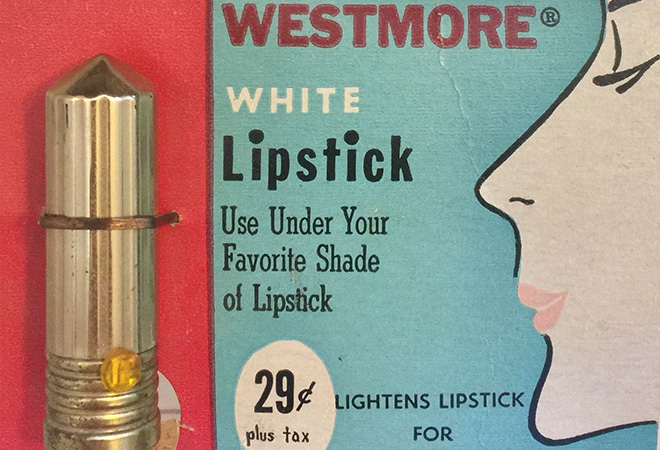 WESTMORE®
WHITE
Lipstick
Use Under Your
Favorite Shade
of Lipstick
29¢
plus tax
LIGHTENS LIPSTICK
FOR